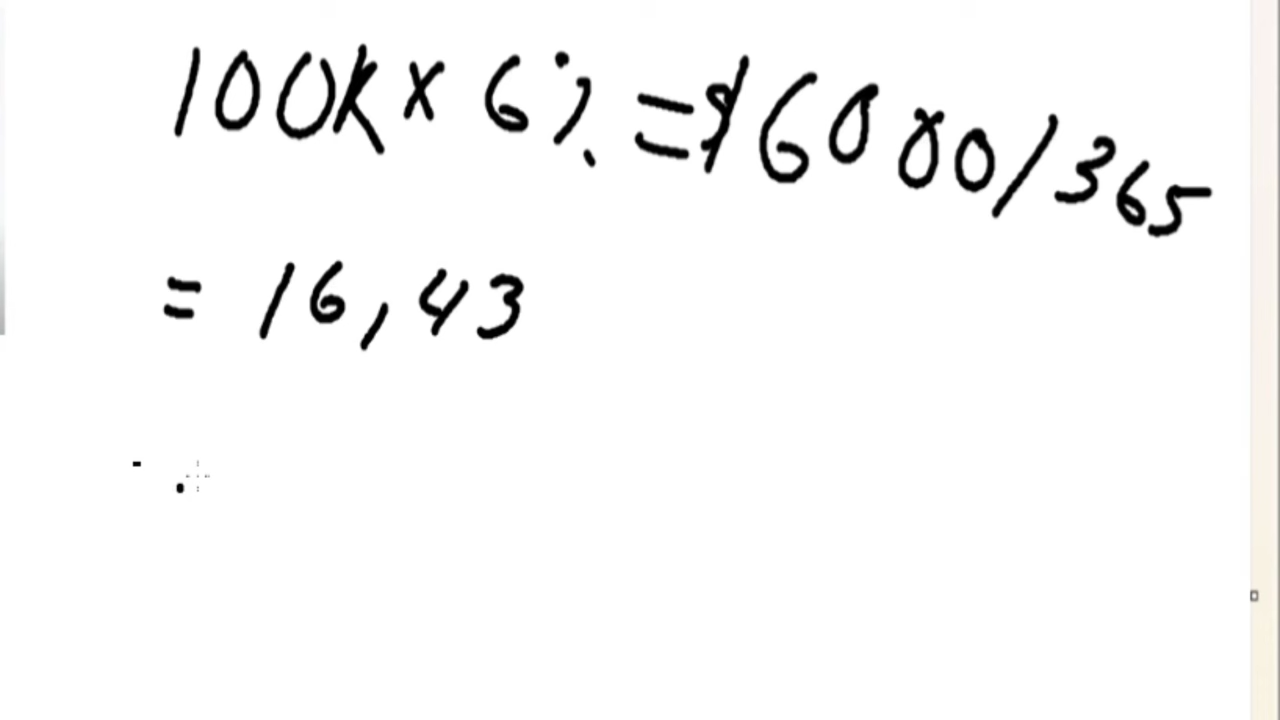 100K x 6% = $6000/365
= 16,43